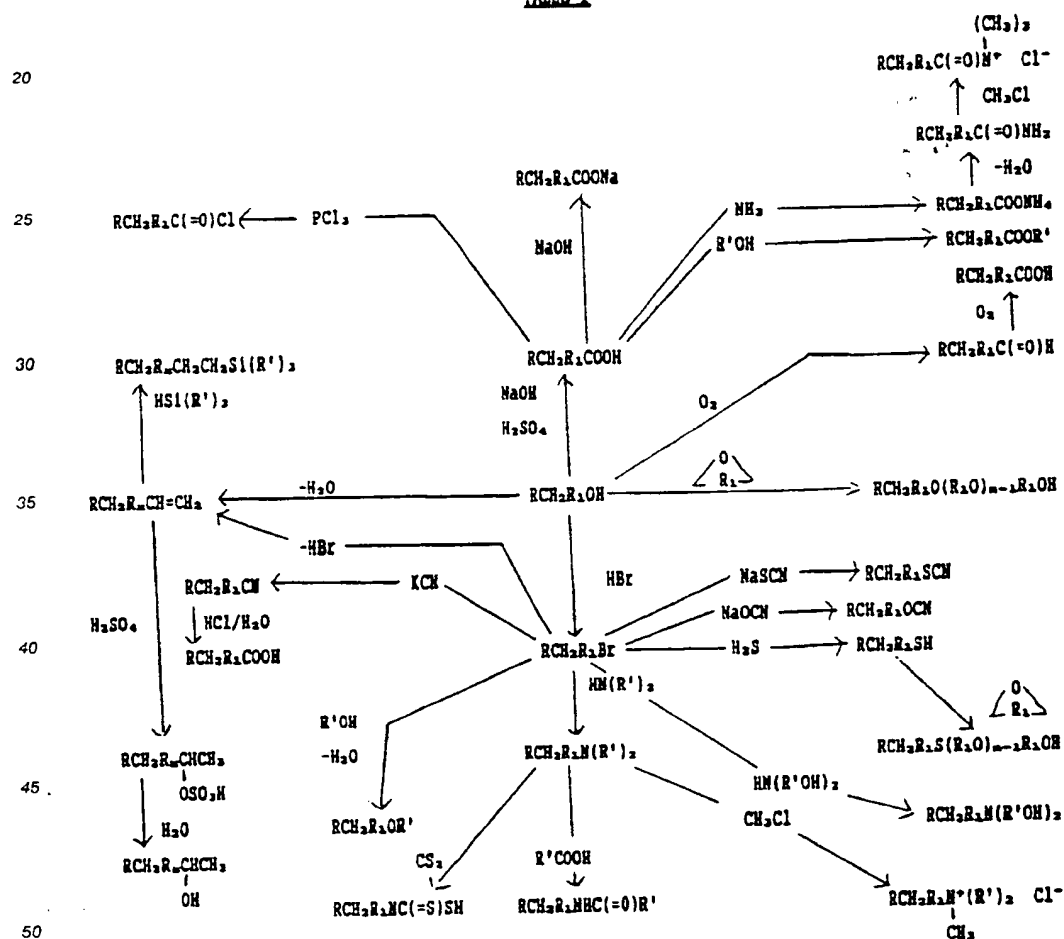 (CH₃)₃
20
RCH₂R₁C(=O)N⁺ Cl⁻
CH₃Cl
RCH₂R₁C(=O)NH₂
-H₂O
RCH₂R₁COONa
25
RCH₂R₁C(=O)Cl
PCl₃
NH₃
RCH₂R₁COONH₄
NaOH
R'OH
RCH₂R₁COOR'
RCH₂R₁COOH
O₂
30
RCH₂RₘCH₂CH₂Si(R')₃
RCH₂R₁COOH
RCH₂R₁C(=O)H
HSi(R')₃
NaOH
O₂
H₂SO₄
O
R₁
35
RCH₂RₘCH=CH₂
-H₂O
RCH₂R₁OH
RCH₂R₁O(R₁O)ₙ₋₁R₁OH
-HBr
HBr
RCH₂R₁CN
KCN
NaSCN
RCH₂R₁SCN
H₂SO₄
HCl/H₂O
NaOCN
RCH₂R₁OCN
40
RCH₂R₁COOH
RCH₂R₁Br
H₂S
RCH₂R₁SH
HN(R')₂
O
R₁
R'OH
-H₂O
RCH₂RₘCHCH₃
RCH₂R₁N(R')₂
RCH₂R₁S(R₁O)ₙ₋₁R₁OH
45
OSO₃H
HN(R'OH)₂
H₂O
RCH₂R₁OR'
CH₃Cl
RCH₂R₁N(R'OH)₂
RCH₂RₘCHCH₃
CS₂
R'COOH
OH
RCH₂R₁NC(=S)SH
RCH₂R₁NHC(=O)R'
RCH₂R₁N⁺(R')₂ Cl⁻
50
CH₃